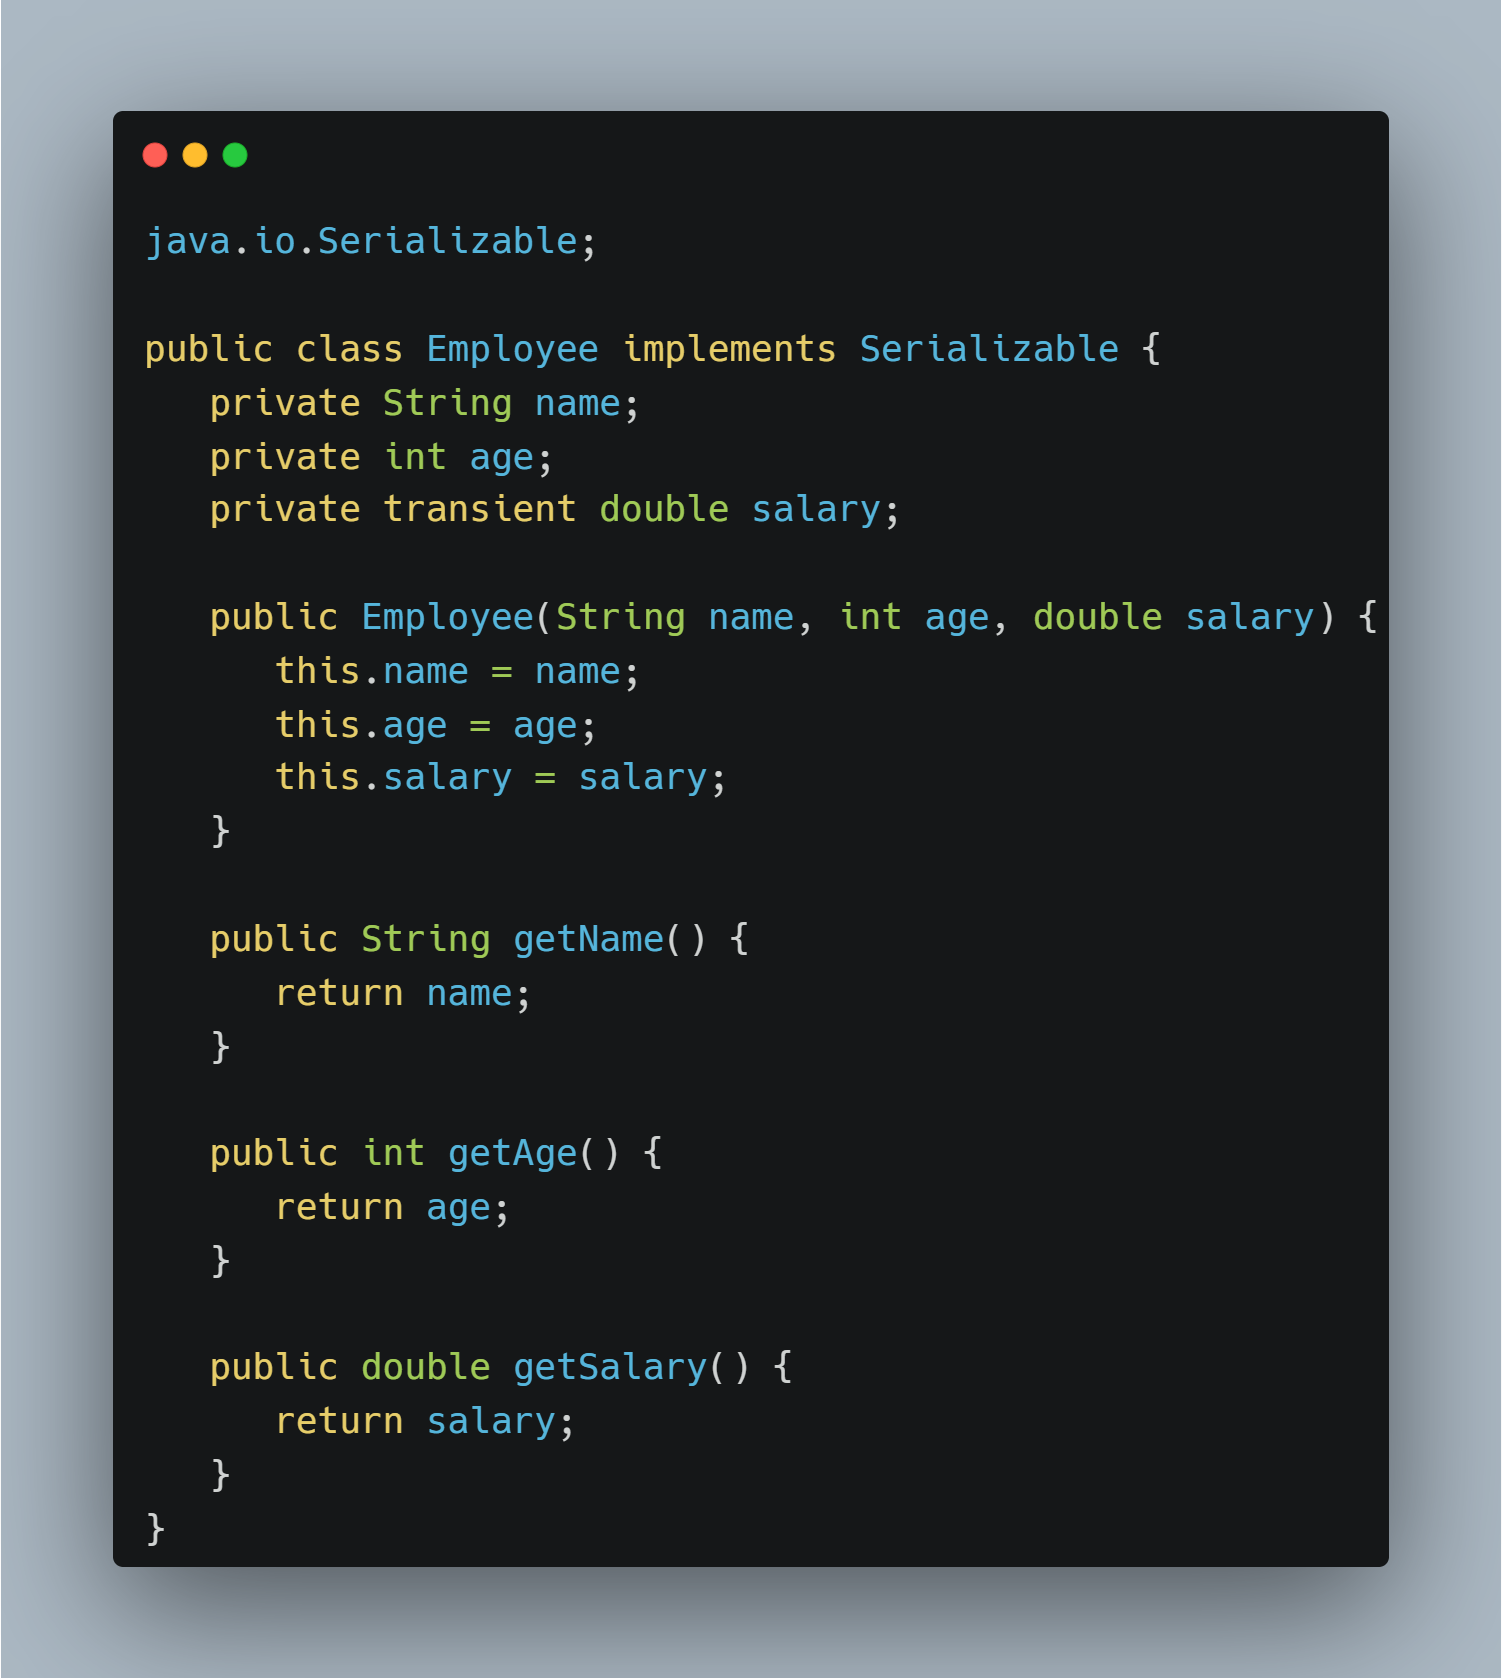 java.io.Serializable;
public class Employee implements Serializable {
private String name;
private int age;
private transient double salary;
public Employee(String name, int age, double salary) {
this.name = name;
this.age = age;
this.salary = salary;
}
public String getName() {
return name;
}
public int getAge() {
return age;
}
public double getSalary() {
return salary;
}
}